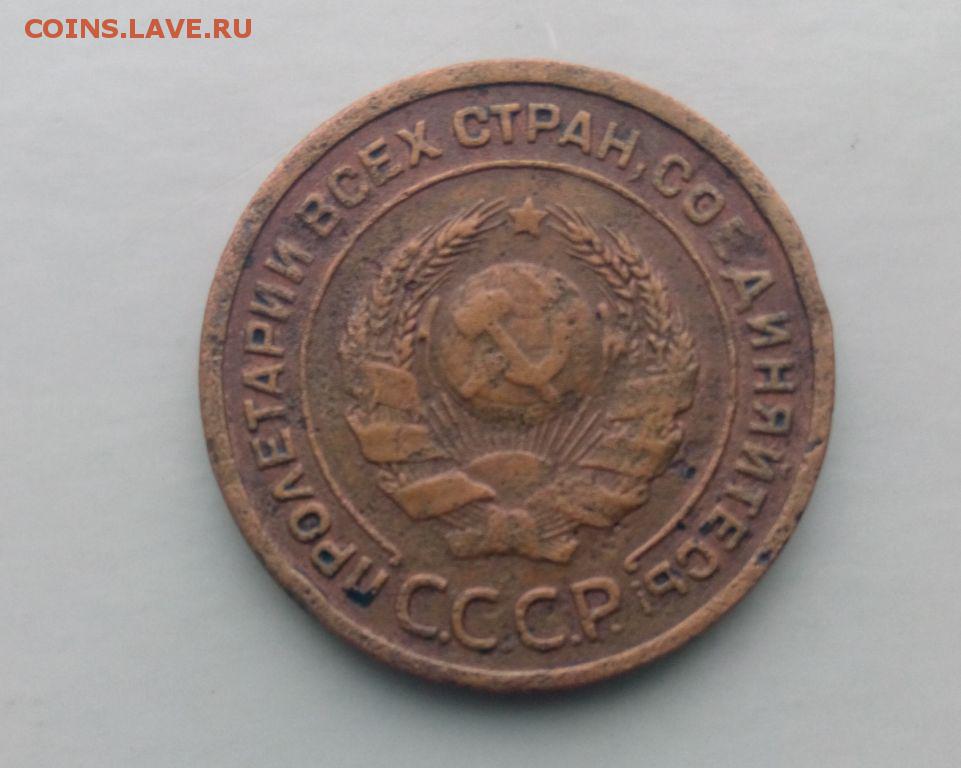 COINS.LAVE.RU
ПРОЛЕТАРИИ ВСЕХ СТРАН, СОЕДИНЯЙТЕСЬ!
С.С.С.Р.